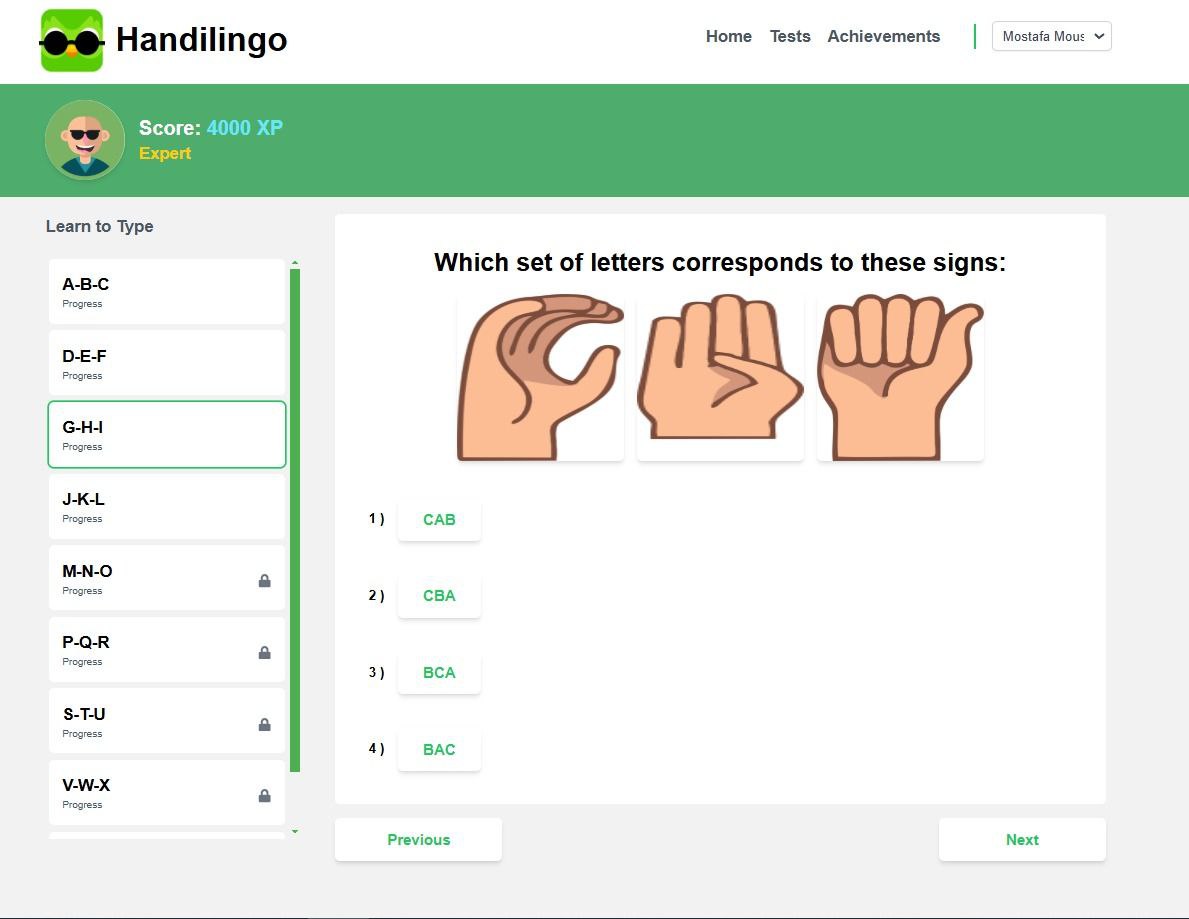 Handilingo
Home Tests Achievements
Mostafa Mous
Score: 4000 XP
Expert
Learn to Type
A-B-C
Progress
D-E-F
Progress
G-H-I
Progress
J-K-L
Progress
M-N-O
Progress
P-Q-R
Progress
S-T-U
Progress
V-W-X
Progress
Which set of letters corresponds to these signs:
1 ) CAB
2 ) CBA
3 ) BCA
4 ) BAC
Previous
Next